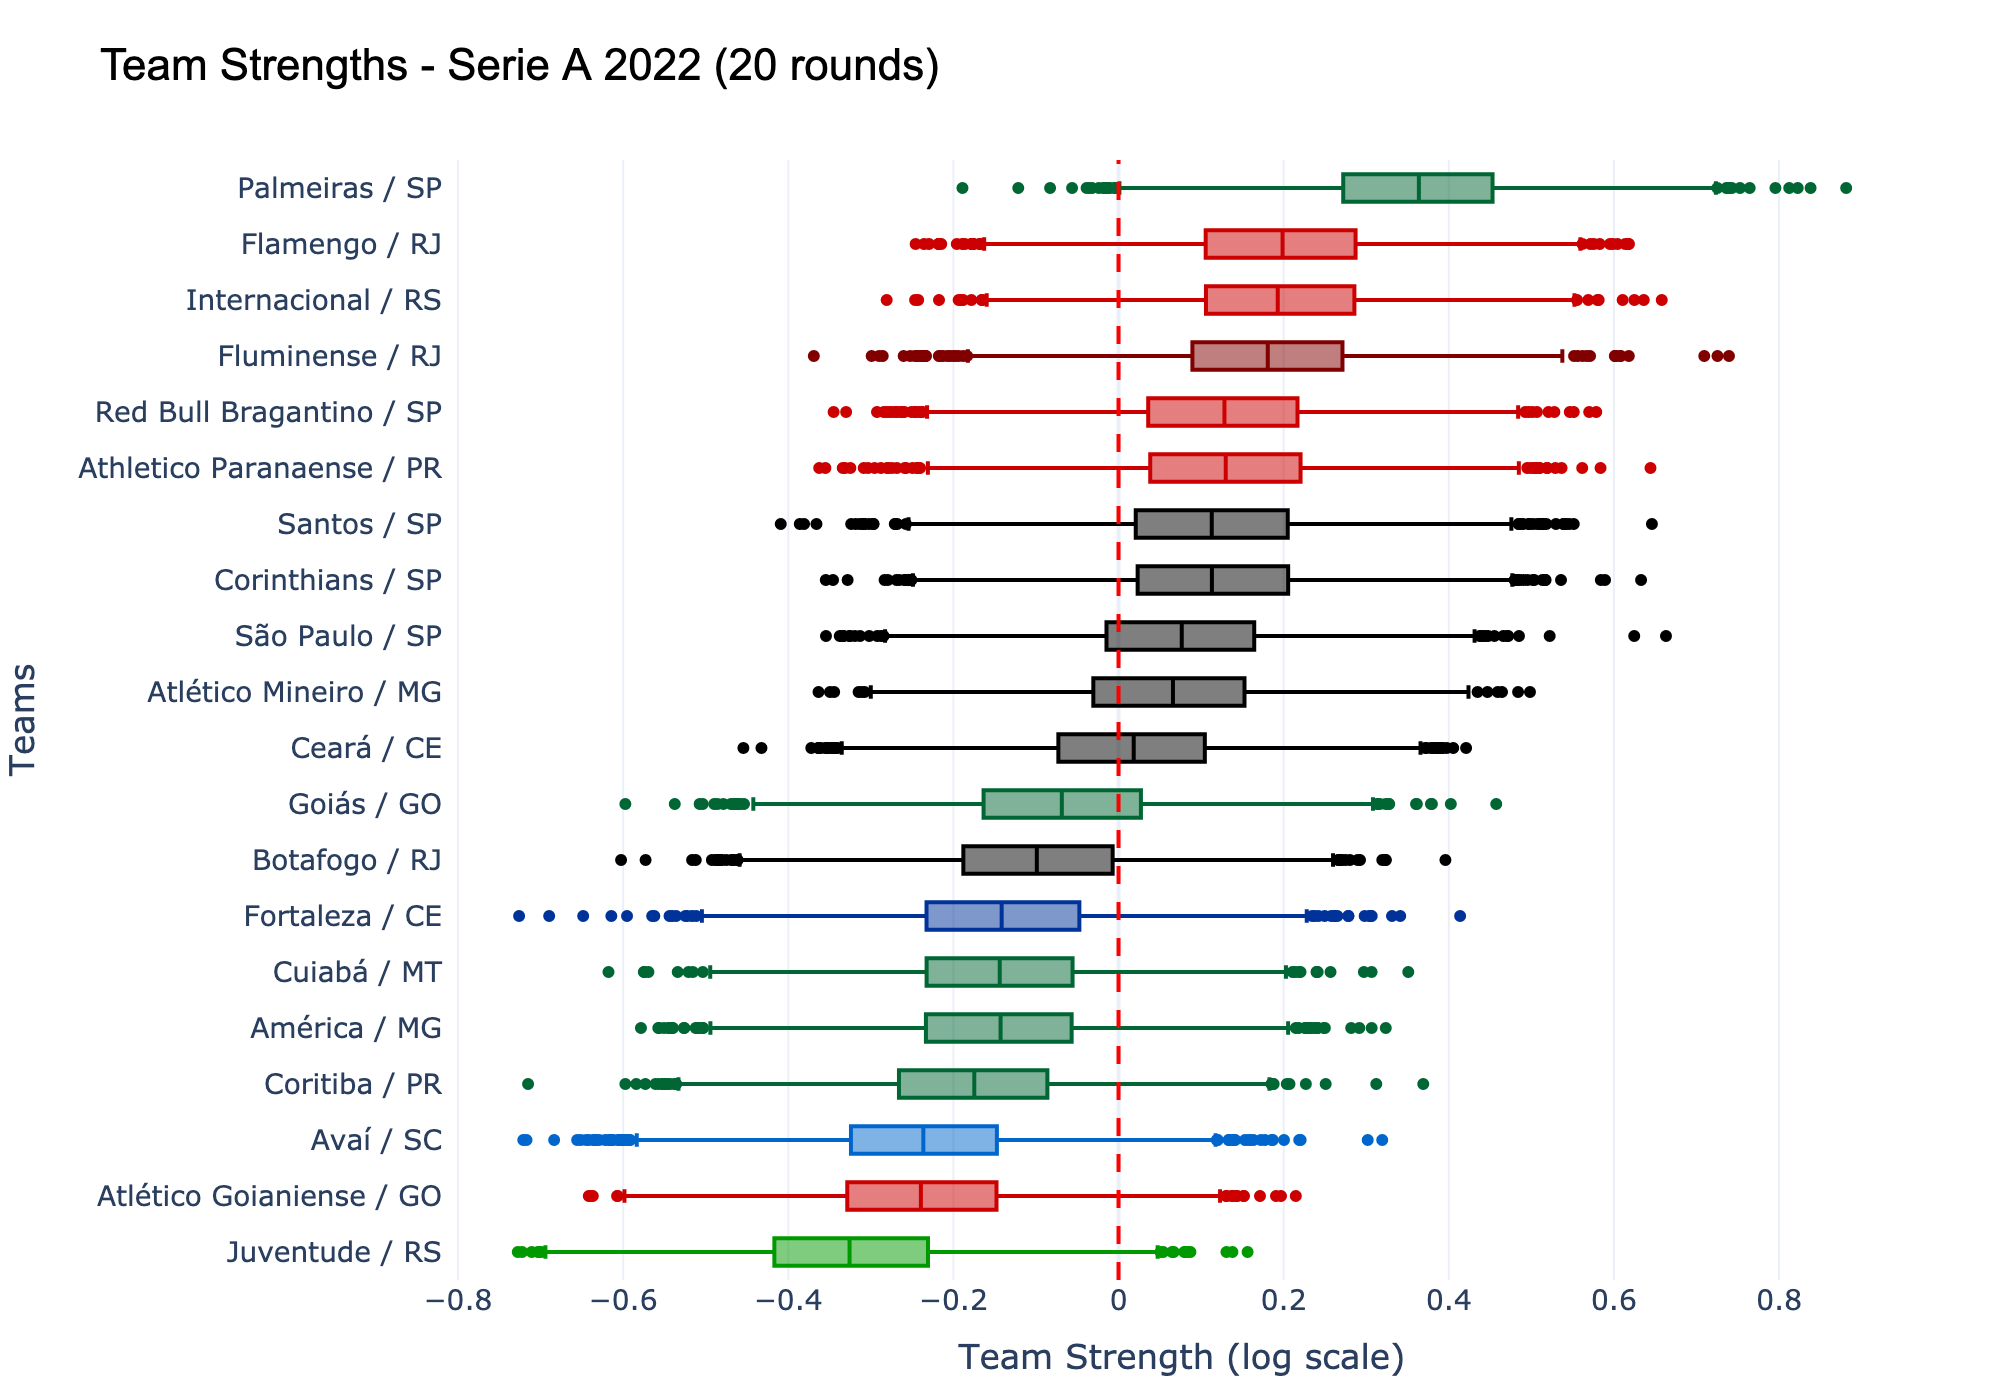 Team Strengths - Serie A 2022 (20 rounds)
Teams
Palmeiras / SP
Flamengo / RJ
Internacional / RS
Fluminense / RJ
Red Bull Bragantino / SP
Athletico Paranaense / PR
Santos / SP
Corinthians / SP
São Paulo / SP
Atlético Mineiro / MG
Ceará / CE
Goiás / GO
Botafogo / RJ
Fortaleza / CE
Cuiabá / MT
América / MG
Coritiba / PR
Avaí / SC
Atlético Goianiense / GO
Juventude / RS
−0.8 −0.6 −0.4 −0.2 0 0.2 0.4 0.6 0.8
Team Strength (log scale)